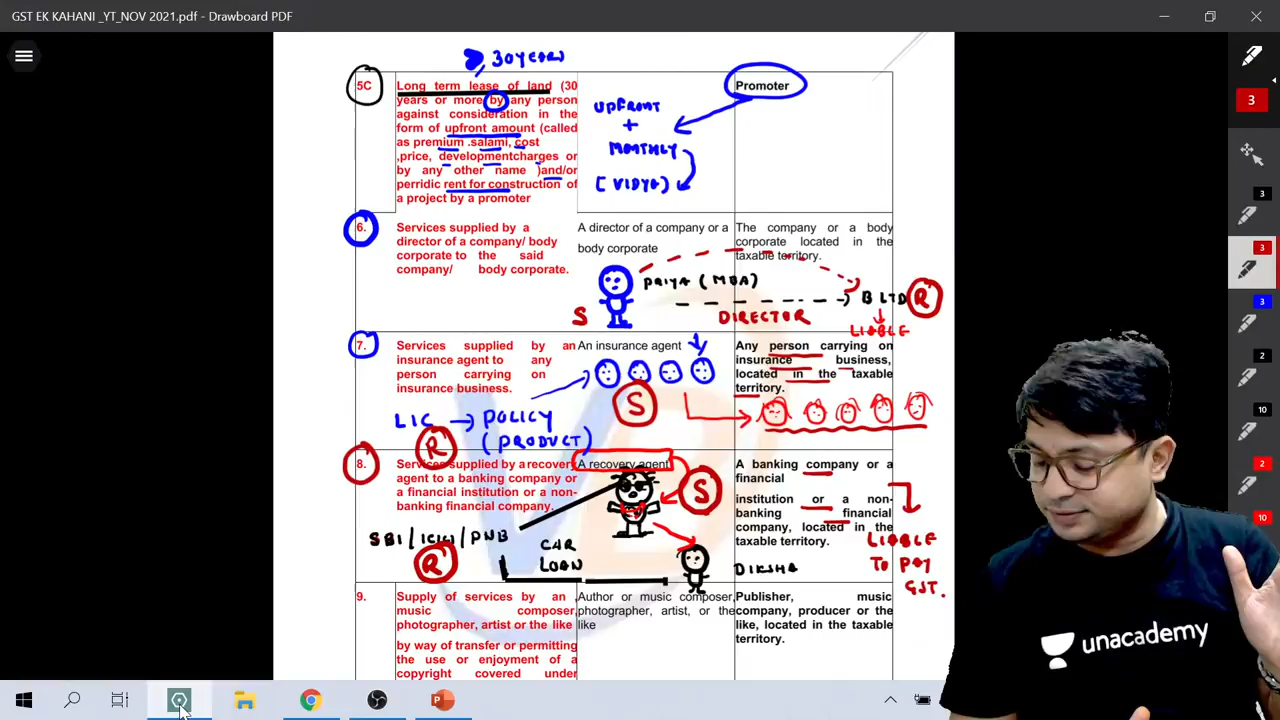 GST EK KAHANI _YT_NOV 2021.pdf - Drawboard PDF
30 YEARS
5C
Long term lease of land (30
years or more by any person
against consideration in the
form of upfront amount (called
as premium .salami, cost
,price, developmentcharges or
by any other name )and/or
perridic rent for construction of
a project by a promoter
UPFRONT
+
MONTHLY
(VIDYA)
Promoter
6.
Services supplied by a
director of a company/ body
corporate to the said
company/ body corporate.
A director of a company or a
body corporate
The company or a body
corporate located in the
taxable territory.
PRIYA (MBA)
B LTD
R
S
DIRECTOR
LIABLE
7.
Services supplied by an
insurance agent to any
person carrying on
insurance business.
An insurance agent
Any person carrying on
insurance business,
located in the taxable
territory.
S
LIC → POLICY
(PRODUCT)
R
8.
Services supplied by a recovery
agent to a banking company or
a financial institution or a non-
banking financial company.
A recovery agent
A banking company or a
financial
institution or a non-
banking financial
company, located in the
taxable territory.
S
SBI/ICICI/PNB
R
CAR
LOAN
DIKSHA
LIABLE
TO PAY
GST.
9.
Supply of services by an
music composer,
photographer, artist or the like
by way of transfer or permitting
the use or enjoyment of a
copyright covered under
Author or music composer,
photographer, artist, or the
like
Publisher, music
company, producer or the
like, located in the taxable
territory.
unacademy
3
3
3
3
2
10
2
10